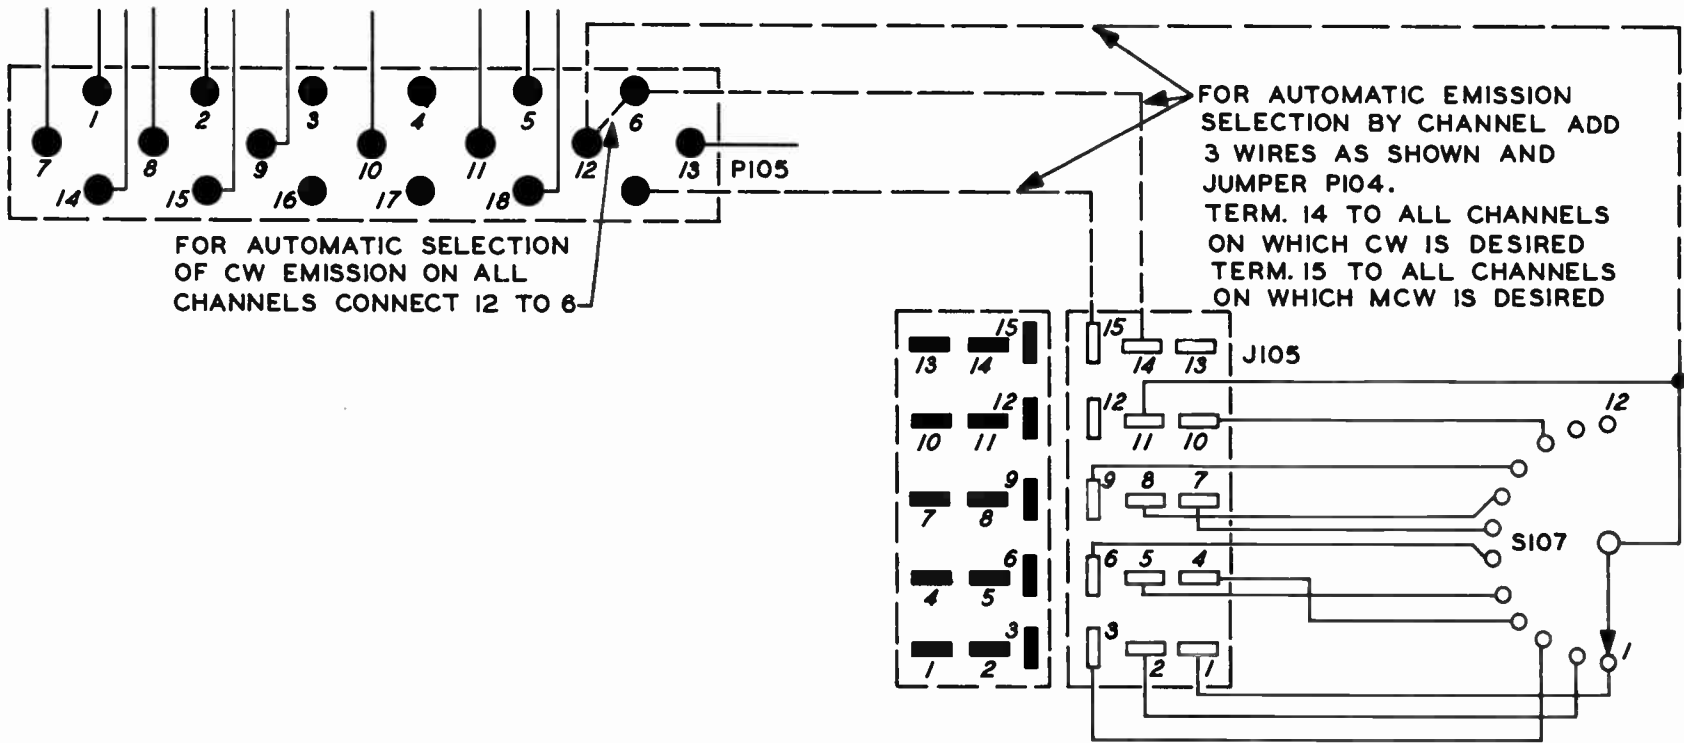 1 2 3 4 5 6
7 8 9 10 11 12 13 P105
14 15 16 17 18
FOR AUTOMATIC SELECTION
OF CW EMISSION ON ALL
CHANNELS CONNECT 12 TO 6
FOR AUTOMATIC EMISSION
SELECTION BY CHANNEL ADD
3 WIRES AS SHOWN AND
JUMPER P104.
TERM. 14 TO ALL CHANNELS
ON WHICH CW IS DESIRED
TERM. 15 TO ALL CHANNELS
ON WHICH MCW IS DESIRED
13 14 15
10 11 12
7 8 9
4 5 6
1 2 3
15 14 13 J105
12 11 10
9 8 7
6 5 4
3 2 1
12
S107
1